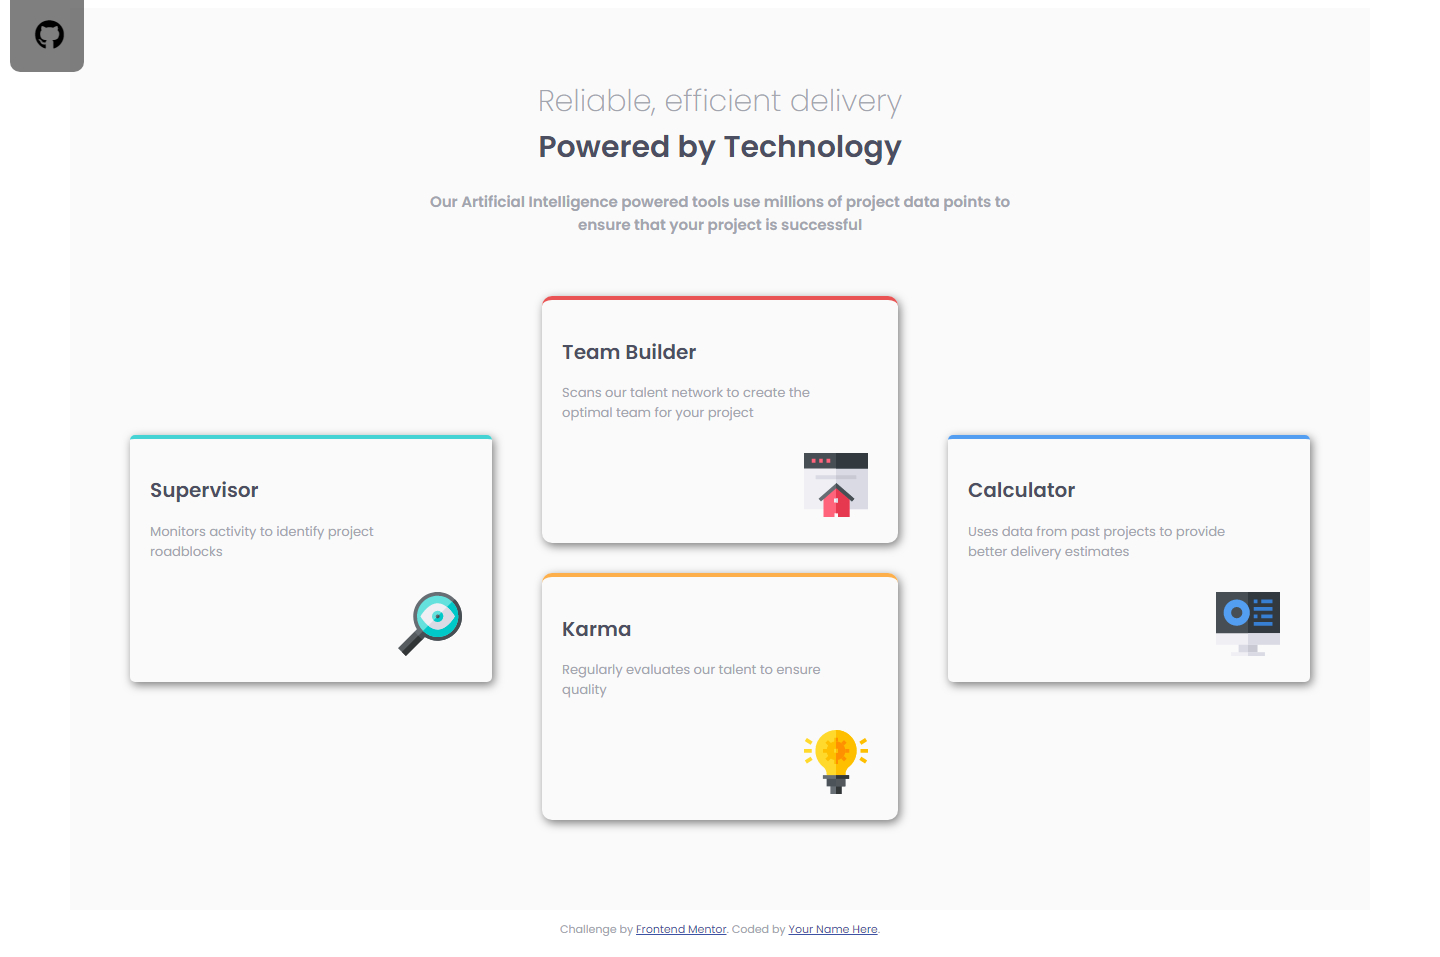 Reliable, efficient delivery
Powered by Technology
Our Artificial Intelligence powered tools use millions of project data points to
ensure that your project is successful
Team Builder
Scans our talent network to create the
optimal team for your project
Supervisor
Monitors activity to identify project
roadblocks
Calculator
Uses data from past projects to provide
better delivery estimates
Karma
Regularly evaluates our talent to ensure
quality
Challenge by Frontend Mentor. Coded by Your Name Here.